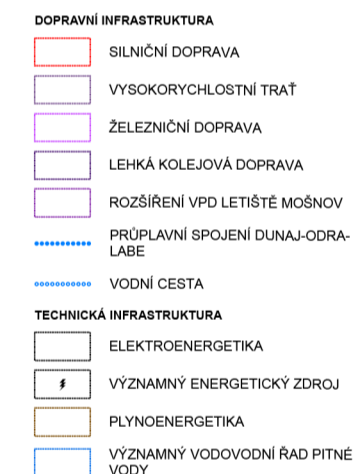 DOPRAVNÍ INFRASTRUKTURA
SILNIČNÍ DOPRAVA
VYSOKORYCHLOSTNÍ TRAŤ
ŽELEZNIČNÍ DOPRAVA
LEHKÁ KOLEJOVÁ DOPRAVA
ROZŠÍŘENÍ VPD LETIŠTĚ MOŠNOV
PRŮPLAVNÍ SPOJENÍ DUNAJ-ODRA-
LABE
VODNÍ CESTA
TECHNICKÁ INFRASTRUKTURA
ELEKTROENERGETIKA
VÝZNAMNÝ ENERGETICKÝ ZDROJ
PLYNOENERGETIKA
VÝZNAMNÝ VODOVODNÍ ŘAD PITNÉ
VODY